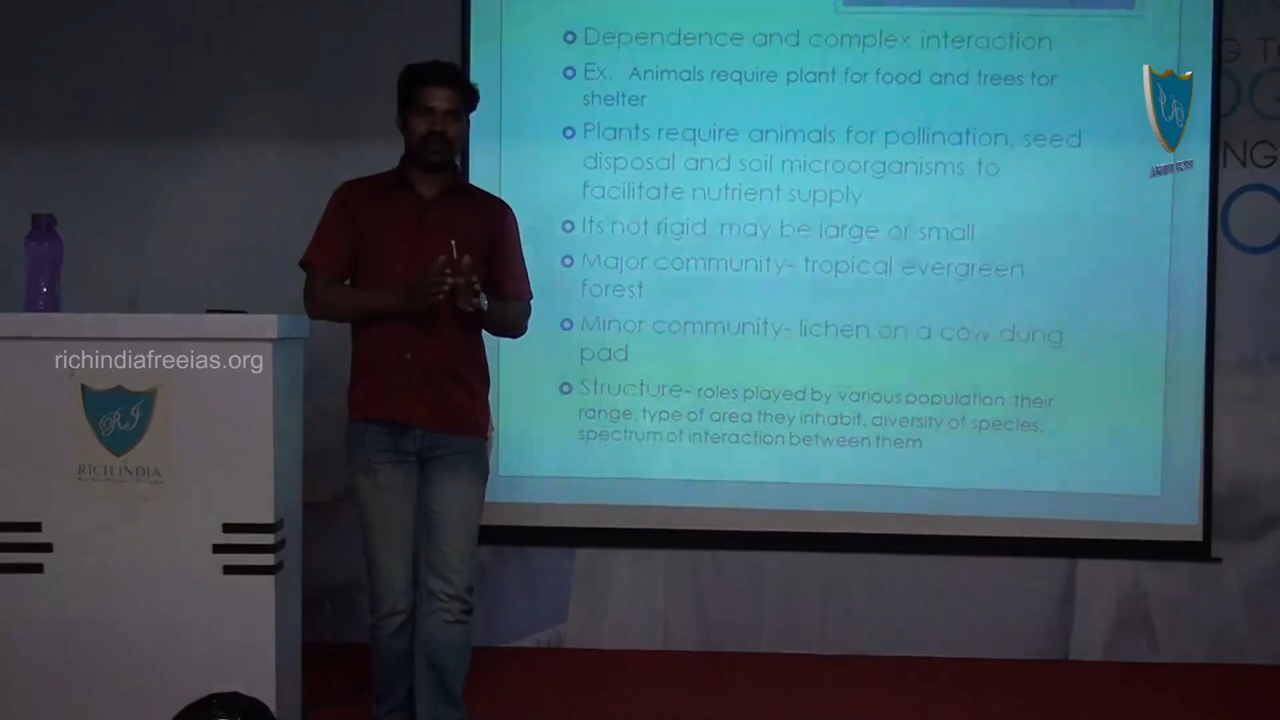 Dependence and complex interaction
Ex. Animals require plant for food and trees for
shelter
Plants require animals for pollination, seed
disposal and soil microorganisms to
facilitate nutrient supply
Its not rigid may be large or small
Major community- tropical evergreen
forest
Minor community- lichen on a cow dung
pad
Structure- roles played by various population their
range, type of area they inhabit, diversity of species,
spectrum of interaction between them
richindiafreeias.org
RI
RICH INDIA
G T
OG
NG
C